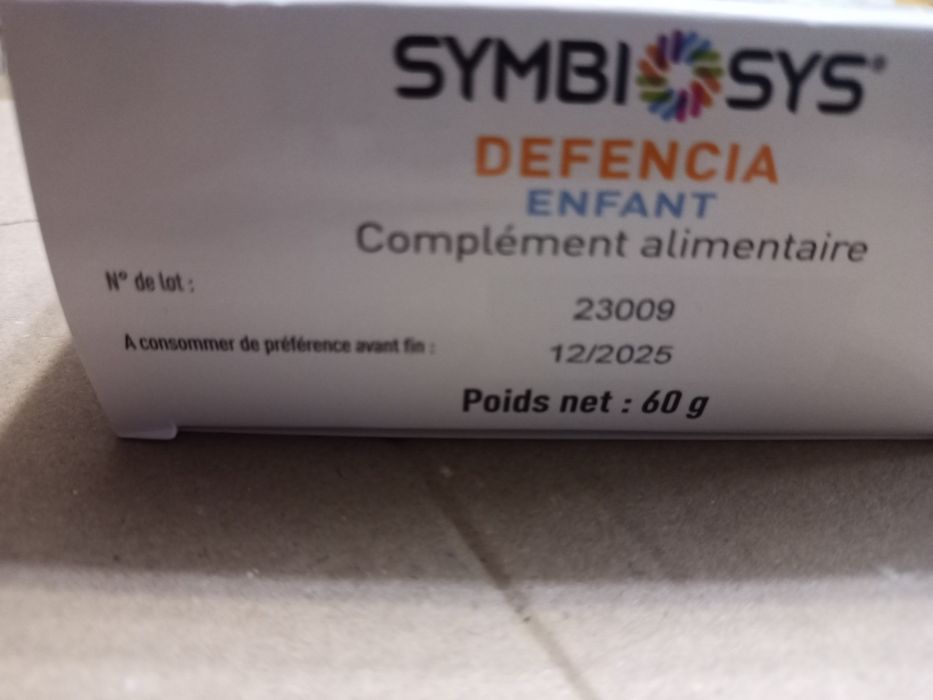 SYMBIOSYS®
DEFENCIA
ENFANT
Complément alimentaire
N° de lot : 23009
A consommer de préférence avant fin : 12/2025
Poids net : 60 g